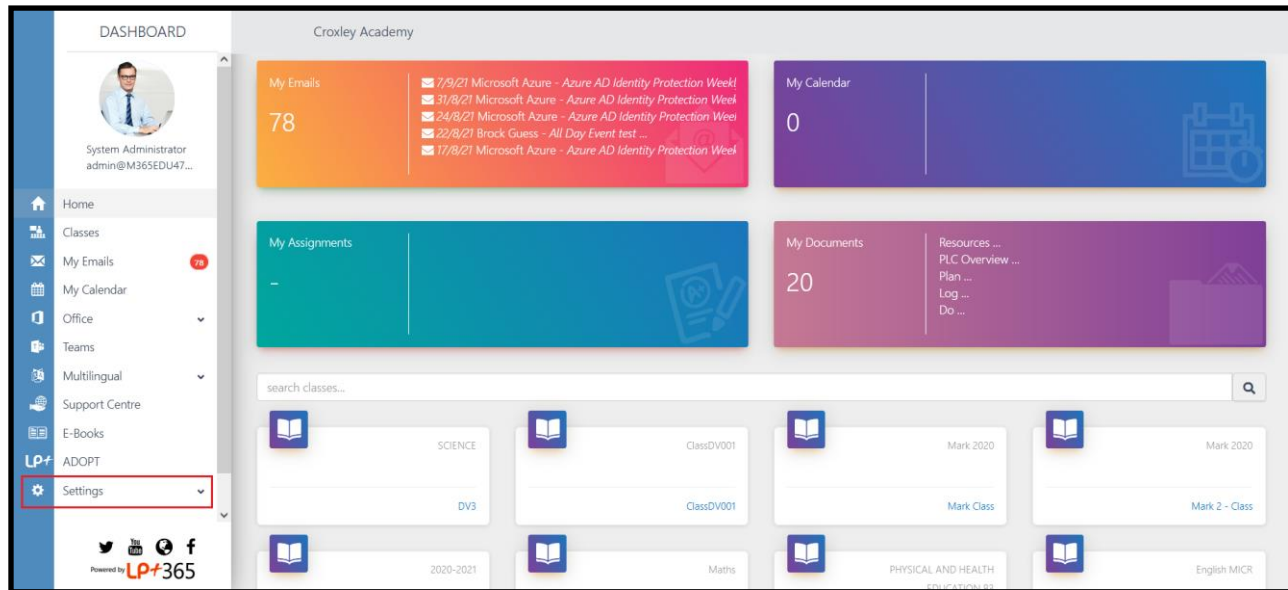 DASHBOARD
Croxley Academy
System Administrator
admin@M365EDU47...
Home
Classes
My Emails 78
My Calendar
Office
Teams
Multilingual
Support Centre
E-Books
LP+ ADOPT
Settings
You
Tube
Powered by LP+365
My Emails
78
7/9/21 Microsoft Azure - Azure AD Identity Protection Weekl
31/8/21 Microsoft Azure - Azure AD Identity Protection Week
24/8/21 Microsoft Azure - Azure AD Identity Protection Weel
22/8/21 Brock Guess - All Day Event test ...
17/8/21 Microsoft Azure - Azure AD Identity Protection Week
My Calendar
0
My Assignments
-
A+
My Documents
20
Resources ...
PLC Overview ...
Plan ...
Log ...
Do ...
search classes...
SCIENCE
DV3
ClassDV001
ClassDV001
Mark 2020
Mark Class
Mark 2020
Mark 2 - Class
2020-2021
Maths
PHYSICAL AND HEALTH
EDUCATION 93
English MICR